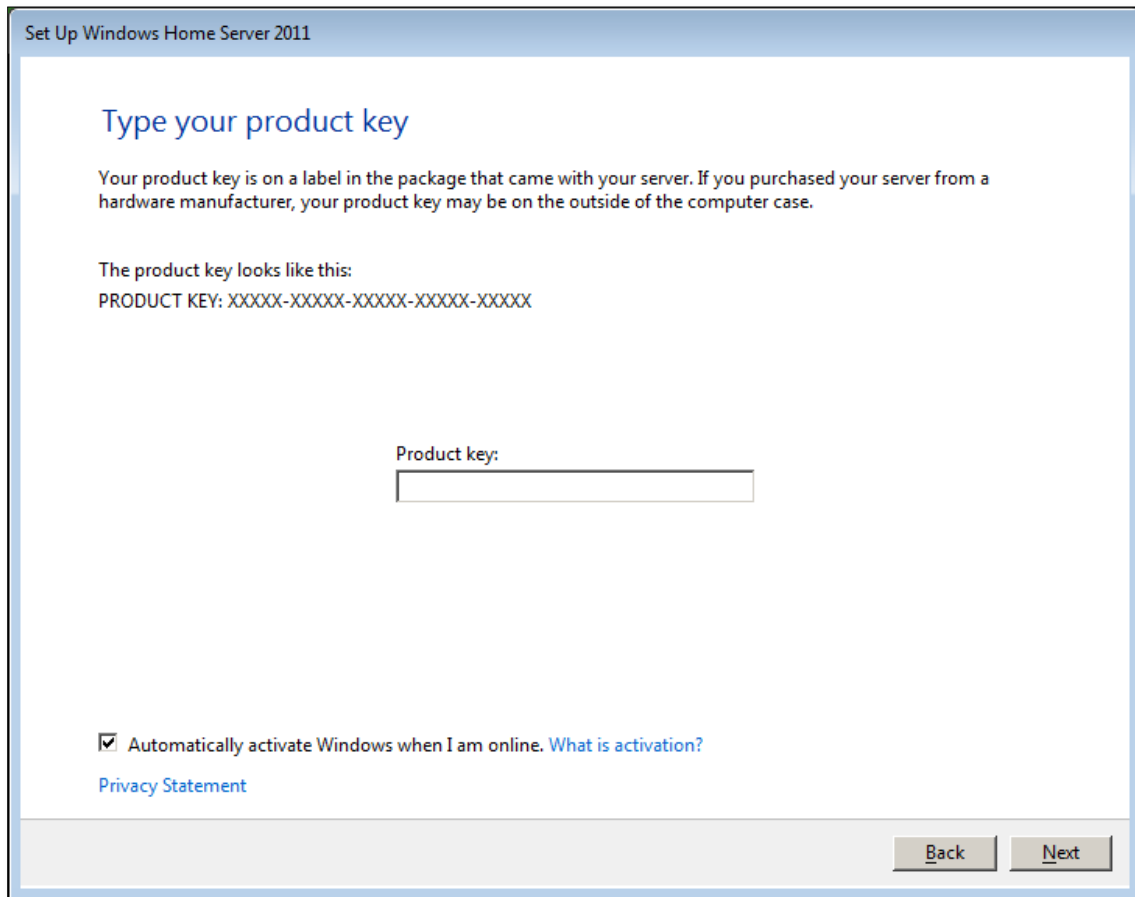 Set Up Windows Home Server 2011
Type your product key
Your product key is on a label in the package that came with your server. If you purchased your server from a
hardware manufacturer, your product key may be on the outside of the computer case.
The product key looks like this:
PRODUCT KEY: XXXXX-XXXXX-XXXXX-XXXXX-XXXXX
Product key:
Automatically activate Windows when I am online. What is activation?
Privacy Statement
Back Next